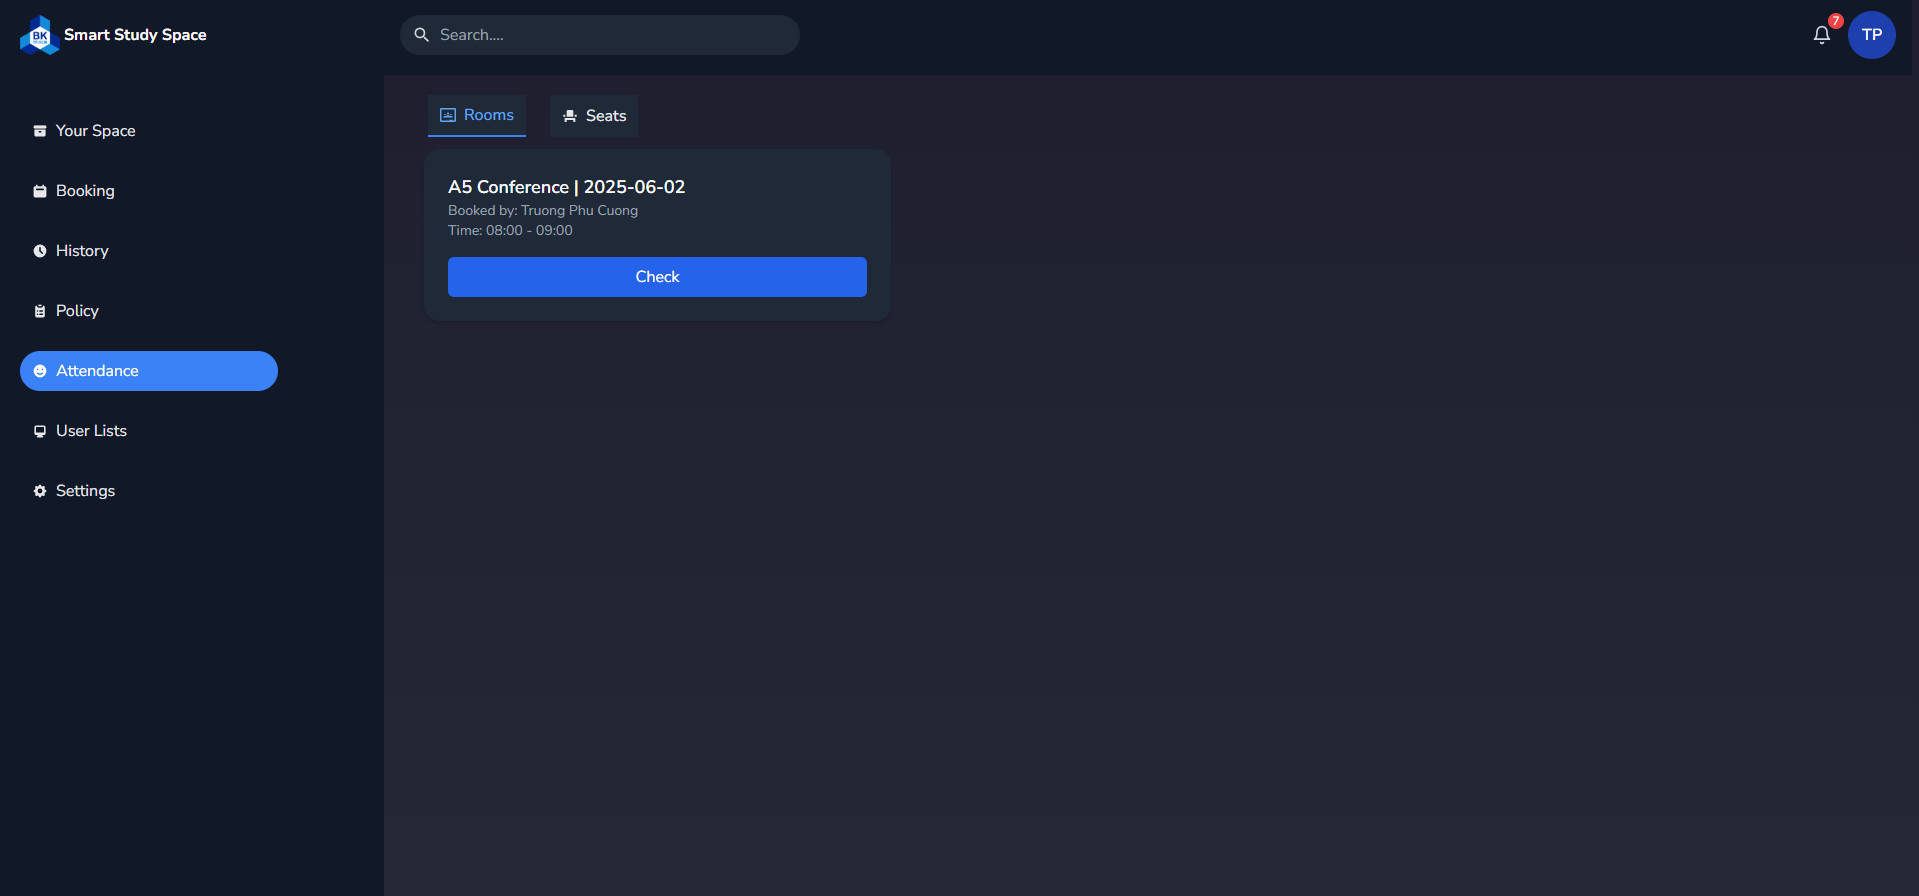 BK
Smart Study Space
Search....
7
TP
Your Space
Booking
History
Policy
Attendance
User Lists
Settings
Rooms
Seats
A5 Conference | 2025-06-02
Booked by: Truong Phu Cuong
Time: 08:00 - 09:00
Check